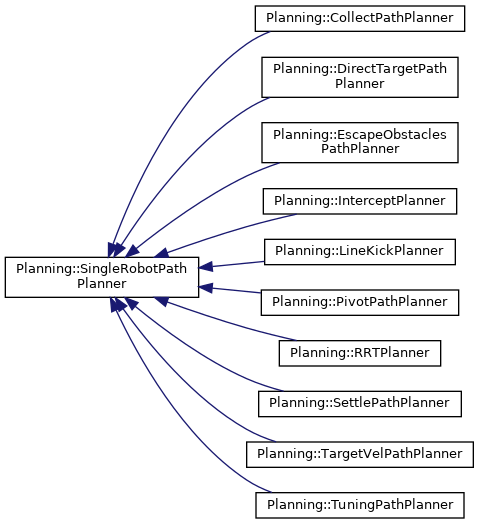 Planning::CollectPathPlanner
Planning::DirectTargetPath
Planner
Planning::EscapeObstacles
PathPlanner
Planning::InterceptPlanner
Planning::LineKickPlanner
Planning::SingleRobotPath
Planner
Planning::PivotPathPlanner
Planning::RRTPlanner
Planning::SettlePathPlanner
Planning::TargetVelPathPlanner
Planning::TuningPathPlanner